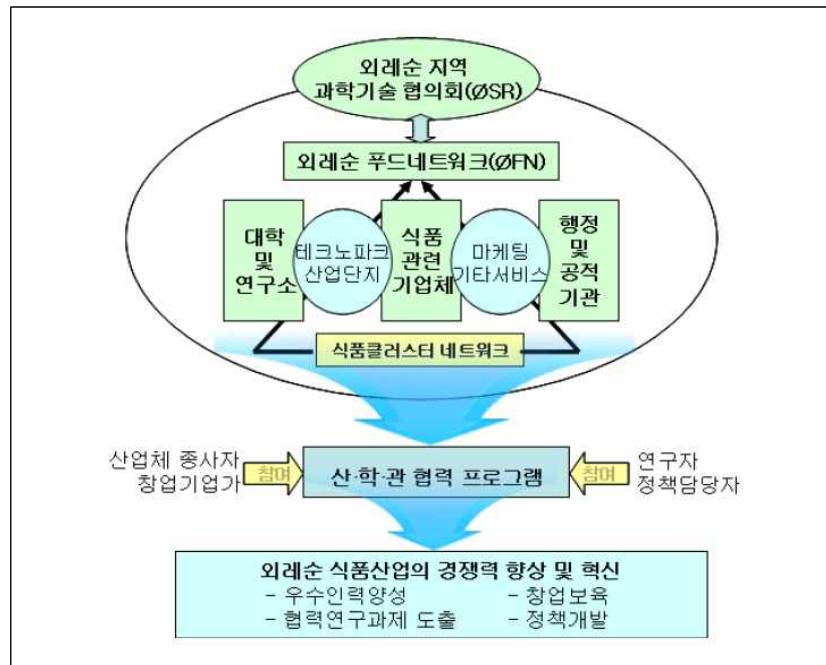 외레순 지역
과학기술 협의회(ØSR)
외레순 푸드네트워크(ØFN)
대학
및
연구소
테크노파크
산업단지
식품
관련
기업체
마케팅
기타서비스
행정
및
공적
기관
식품클러스터 네트워크
산업체 종사자
창업기업가
참여
산·학·관 협력 프로그램
참여
연구자
정책담당자
외레순 식품산업의 경쟁력 향상 및 혁신
- 우수인력양성
- 창업보육
- 협력연구과제 도출
- 정책개발